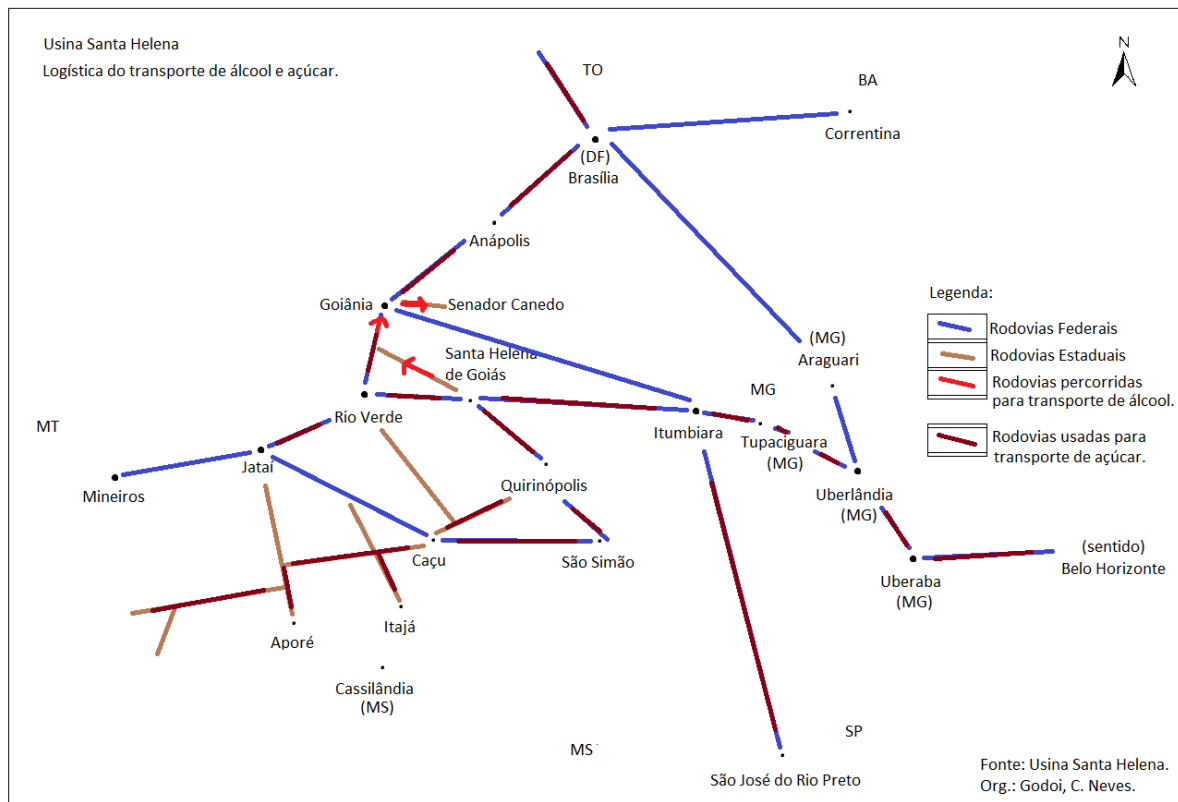 Usina Santa Helena
Logística do transporte de álcool e açúcar.
N
TO
BA
Correntina
(DF)
Brasília
Anápolis
Goiânia
Senador Canedo
Legenda:
Rodovias Federais
Rodovias Estaduais
Rodovias percorridas
para transporte de álcool.
Rodovias usadas para
transporte de açúcar.
(MG)
Araguari
Santa Helena
de Goiás
MG
Rio Verde
Itumbiara
Tupaciguara
(MG)
MT
Jataí
Mineiros
Quirinópolis
Uberlândia
(MG)
Caçu
São Simão
(sentido)
Belo Horizonte
Uberaba
(MG)
Itajá
Aporé
Cassilândia
(MS)
MS
SP
São José do Rio Preto
Fonte: Usina Santa Helena.
Org.: Godoi, C. Neves.